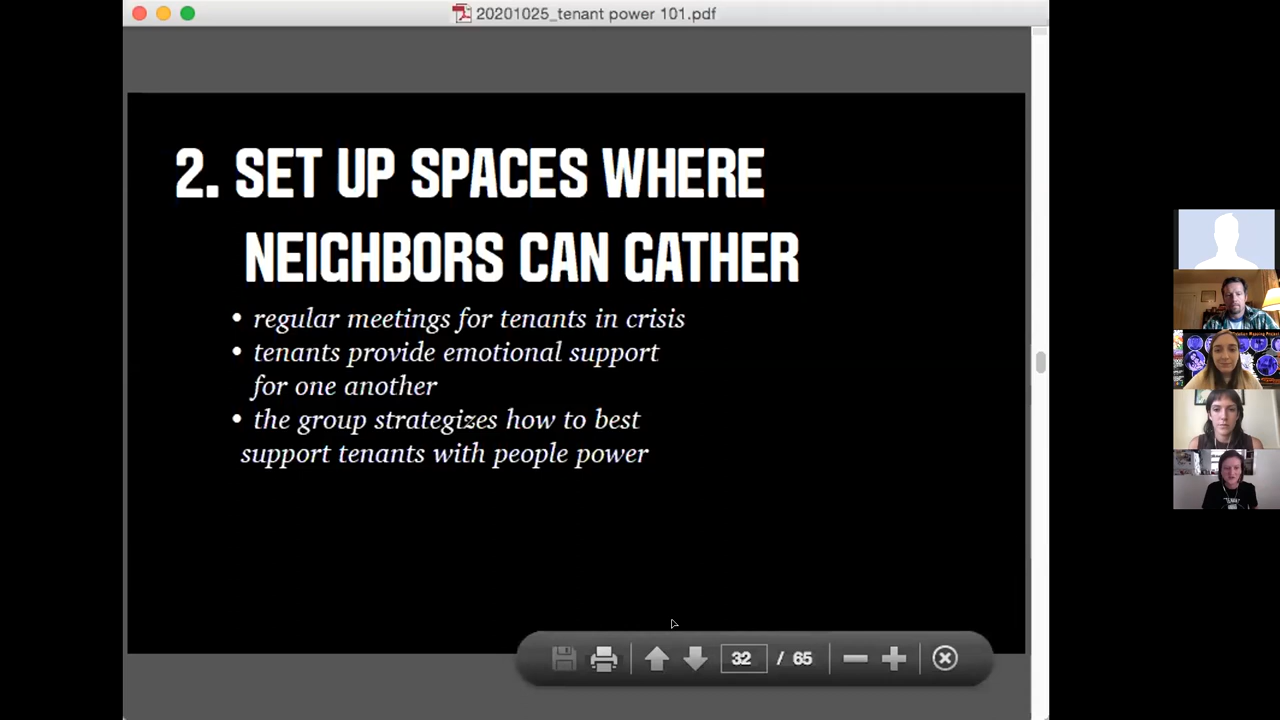 20201025_tenant power 101.pdf
2. SET UP SPACES WHERE
NEIGHBORS CAN GATHER
• regular meetings for tenants in crisis
• tenants provide emotional support
for one another
• the group strategizes how to best
support tenants with people power
32 / 65